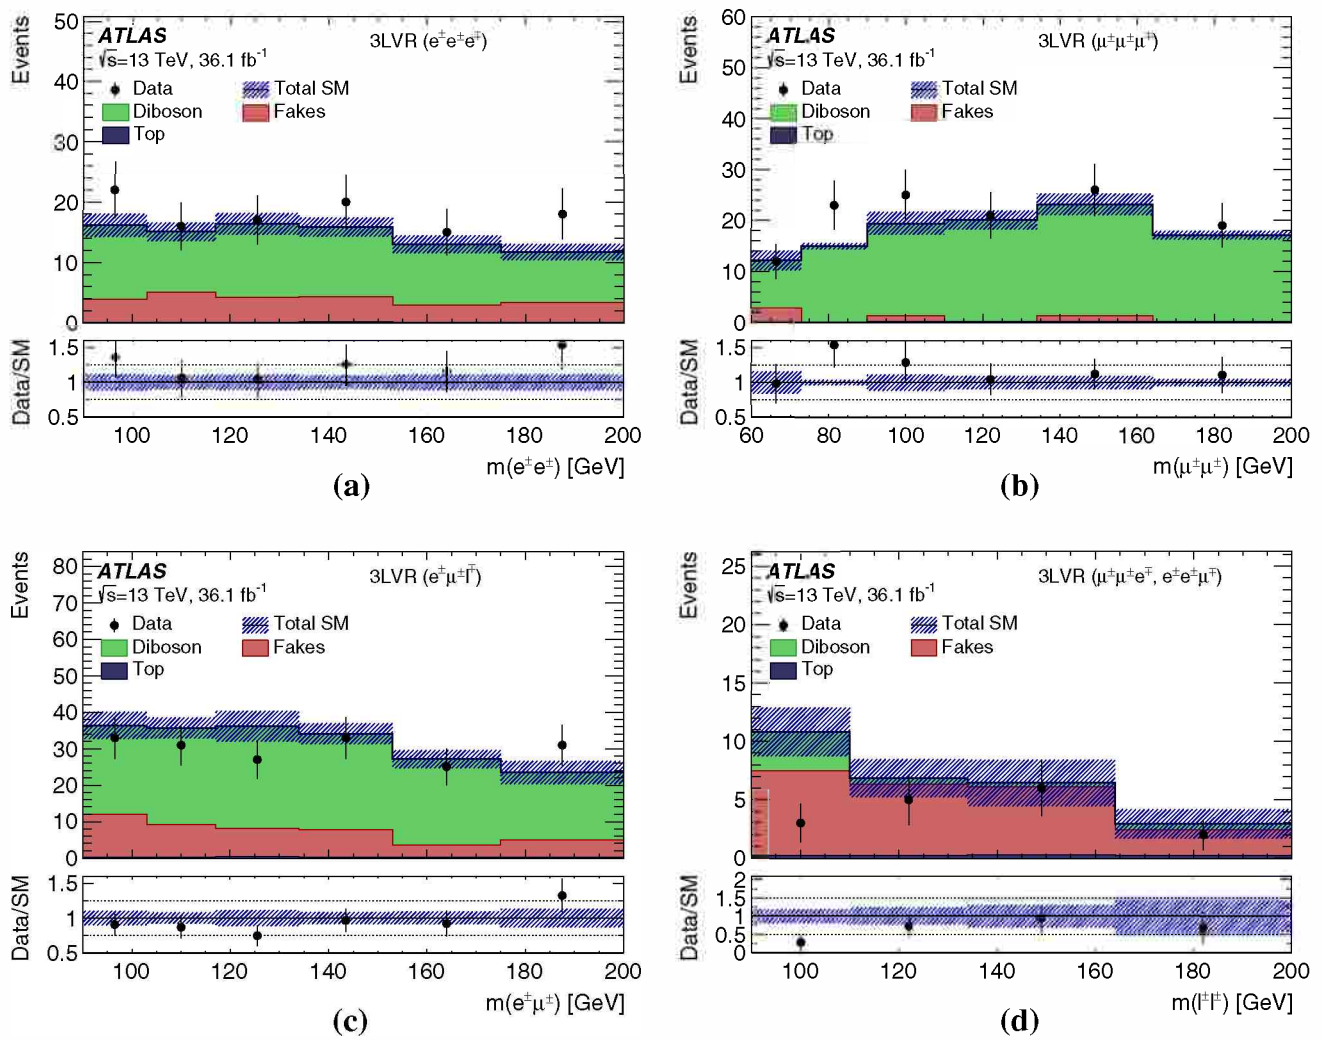 ATLAS
√s=13 TeV, 36.1 fb⁻¹
3LVR (e±e±e∓)
Data
Total SM
Diboson
Fakes
Top
Events
50
40
30
20
10
0
Data/SM
1.5
1
0.5
100 120 140 160 180 200
m(e±e±) [GeV]
(a)
ATLAS
√s=13 TeV, 36.1 fb⁻¹
3LVR (μ±μ±μ∓)
Data
Total SM
Diboson
Fakes
Top
Events
60
50
40
30
20
10
0
Data/SM
1.5
1
0.5
60 80 100 120 140 160 180 200
m(μ±μ±) [GeV]
(b)
ATLAS
√s=13 TeV, 36.1 fb⁻¹
3LVR (e±μ±l∓)
Data
Total SM
Diboson
Fakes
Top
Events
80
70
60
50
40
30
20
10
0
Data/SM
1.5
1
0.5
100 120 140 160 180 200
m(e±μ±) [GeV]
(c)
ATLAS
√s=13 TeV, 36.1 fb⁻¹
3LVR (μ±μ±e∓, e±e±μ∓)
Data
Total SM
Diboson
Fakes
Top
Events
25
20
15
10
5
0
Data/SM
2
1.5
1
0.5
0
100 120 140 160 180 200
m(l±l±) [GeV]
(d)